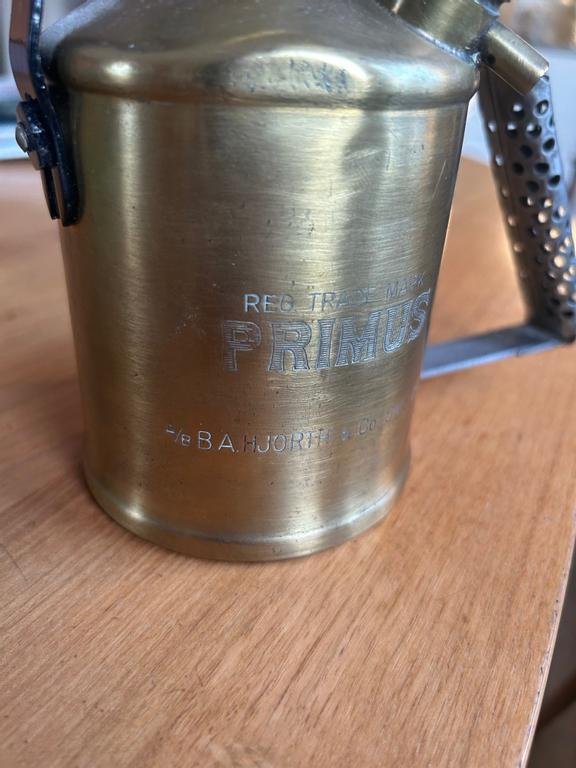 REG TRADE MARK
PRIMUS
A/B B.A. HJORTH & Co